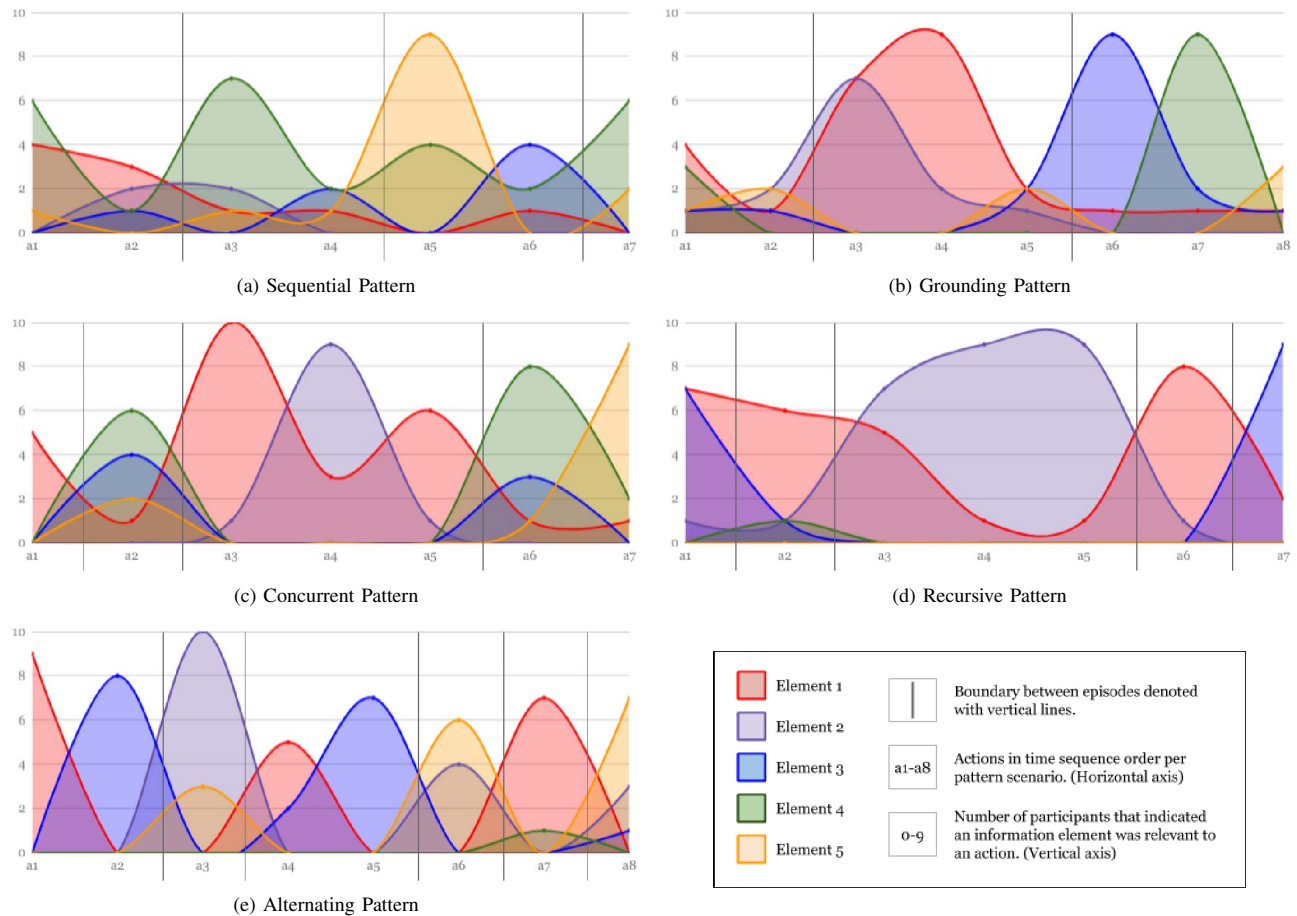 10
8
6
4
2
0
a1 a2 a3 a4 a5 a6 a7
(a) Sequential Pattern
10
8
6
4
2
0
a1 a2 a3 a4 a5 a6 a7 a8
(b) Grounding Pattern
10
8
6
4
2
0
a1 a2 a3 a4 a5 a6 a7
(c) Concurrent Pattern
10
8
6
4
2
0
a1 a2 a3 a4 a5 a6 a7
(d) Recursive Pattern
10
8
6
4
2
0
a1 a2 a3 a4 a5 a6 a7 a8
(e) Alternating Pattern
Element 1
Element 2
Element 3
Element 4
Element 5
Boundary between episodes denoted
with vertical lines.
a1-a8
Actions in time sequence order per
pattern scenario. (Horizontal axis)
0-9
Number of participants that indicated
an information element was relevant to
an action. (Vertical axis)